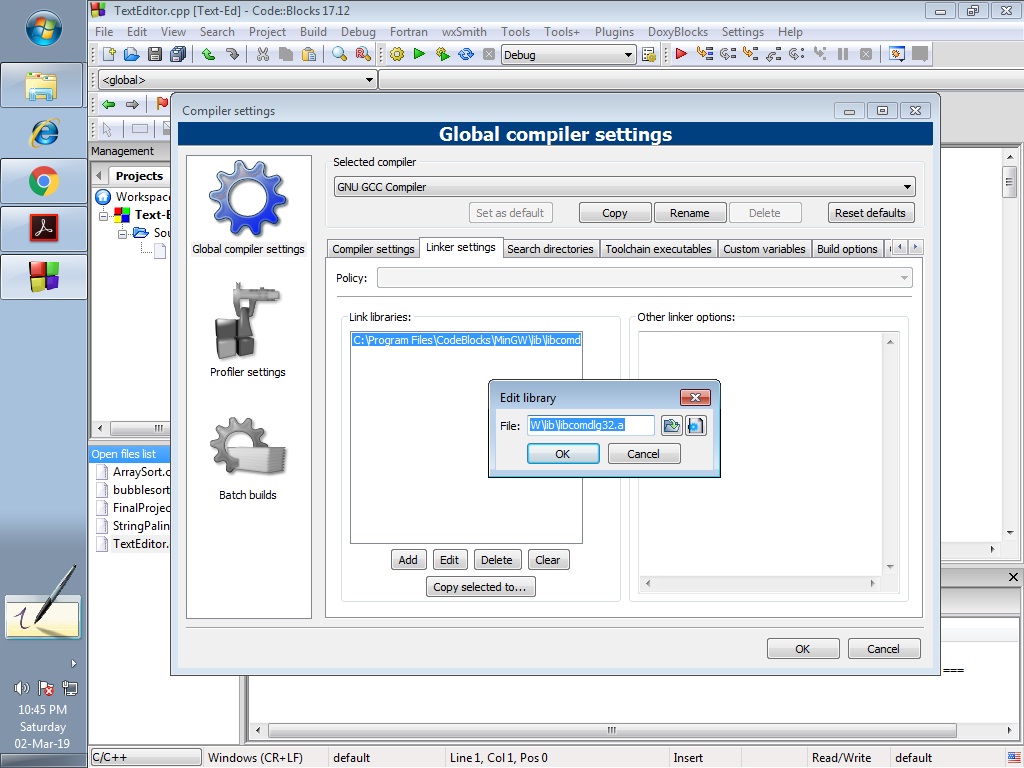 TextEditor.cpp [Text-Ed] - Code::Blocks 17.12
File Edit View Search Project Build Debug Fortran wxSmith Tools Tools+ Plugins DoxyBlocks Settings Help
Debug
<global>
Compiler settings
Global compiler settings
Management
Projects
Workspace
Text-E
Sou
Open files list
ArraySort.c
bubblesort
FinalProjec
StringPalin
TextEditor.
Global compiler settings
Profiler settings
Batch builds
Selected compiler
GNU GCC Compiler
Set as default Copy Rename Delete Reset defaults
Compiler settings Linker settings Search directories Toolchain executables Custom variables Build options
Policy:
Link libraries:
Other linker options:
C:\Program Files\CodeBlocks\MinGW\lib\libcomd
Edit library
File: W\lib\libcomdlg32.a
OK Cancel
Add Edit Delete Clear
Copy selected to...
OK Cancel
===
10:45 PM
Saturday
02-Mar-19
C/C++ Windows (CR+LF) default Line 1, Col 1, Pos 0 Insert Read/Write default